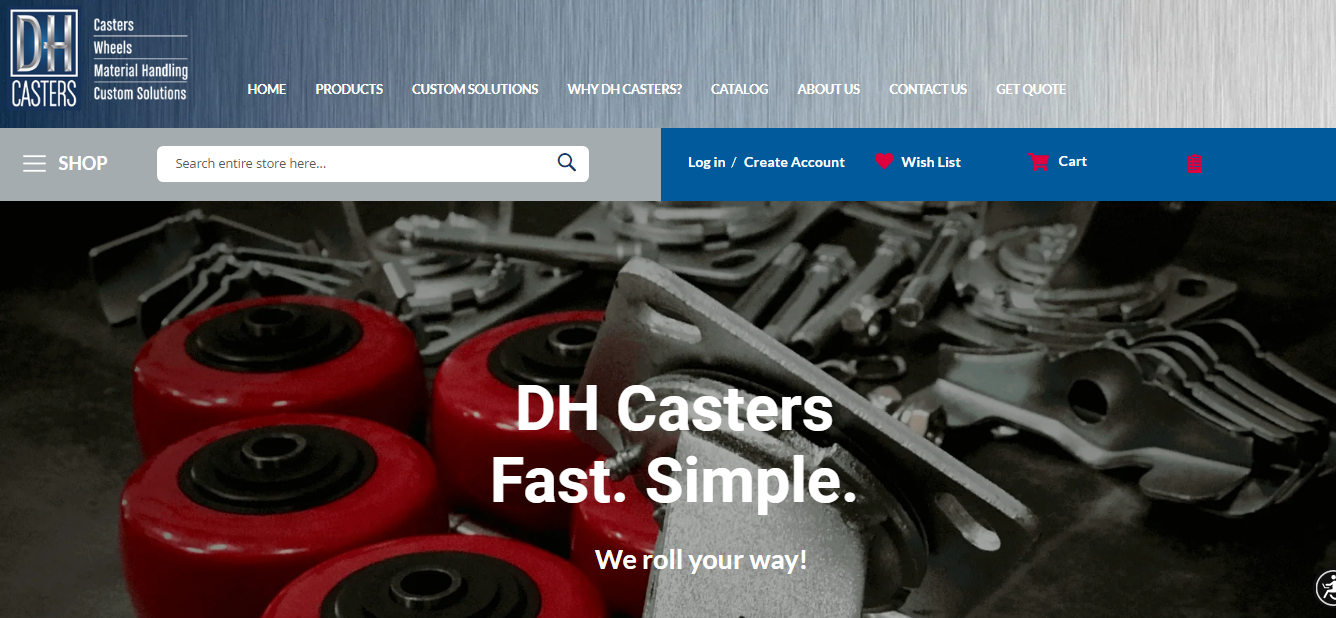 DH
CASTERS
Casters
Wheels
Material Handling
Custom Solutions
HOME
PRODUCTS
CUSTOM SOLUTIONS
WHY DH CASTERS?
CATALOG
ABOUT US
CONTACT US
GET QUOTE
SHOP
Search entire store here...
Log in / Create Account
Wish List
Cart
DH Casters
Fast. Simple.
We roll your way!